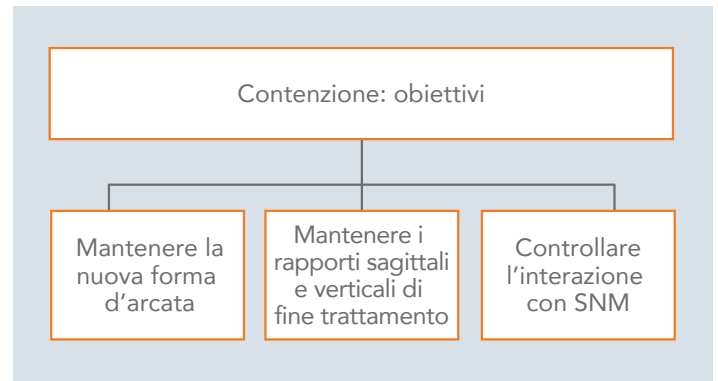 Contenzione: obiettivi
Mantenere la
nuova forma
d’arcata
Mantenere i
rapporti sagittali
e verticali di
fine trattamento
Controllare
l’interazione
con SNM